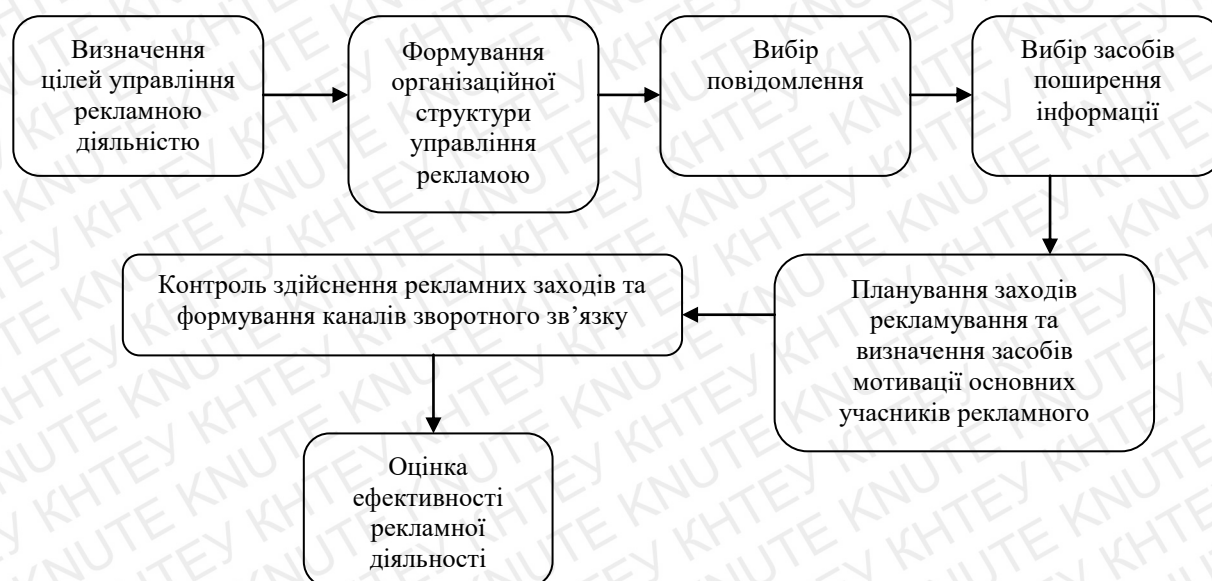 Визначення
цілей управління
рекламною
діяльністю
Формування
організаційної
структури
управління
рекламою
Вибір
повідомлення
Вибір засобів
поширення
інформації
Планування заходів
рекламування та
визначення засобів
мотивації основних
учасників рекламного
Контроль здійснення рекламних заходів та
формування каналів зворотного зв’язку
Оцінка
ефективності
рекламної
діяльності
КНТЕУ KNUTE